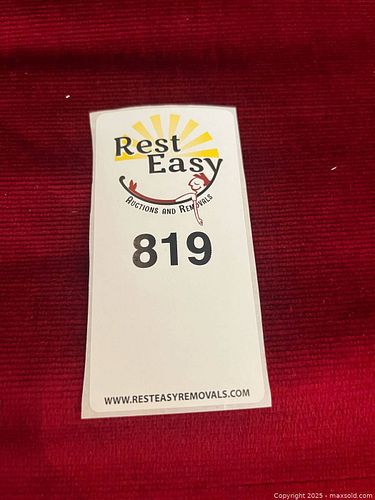 Rest
Easy
Auctions and Removals
819
WWW.RESTEASYREMOVALS.COM
Copyright 2025 - maxsold.com